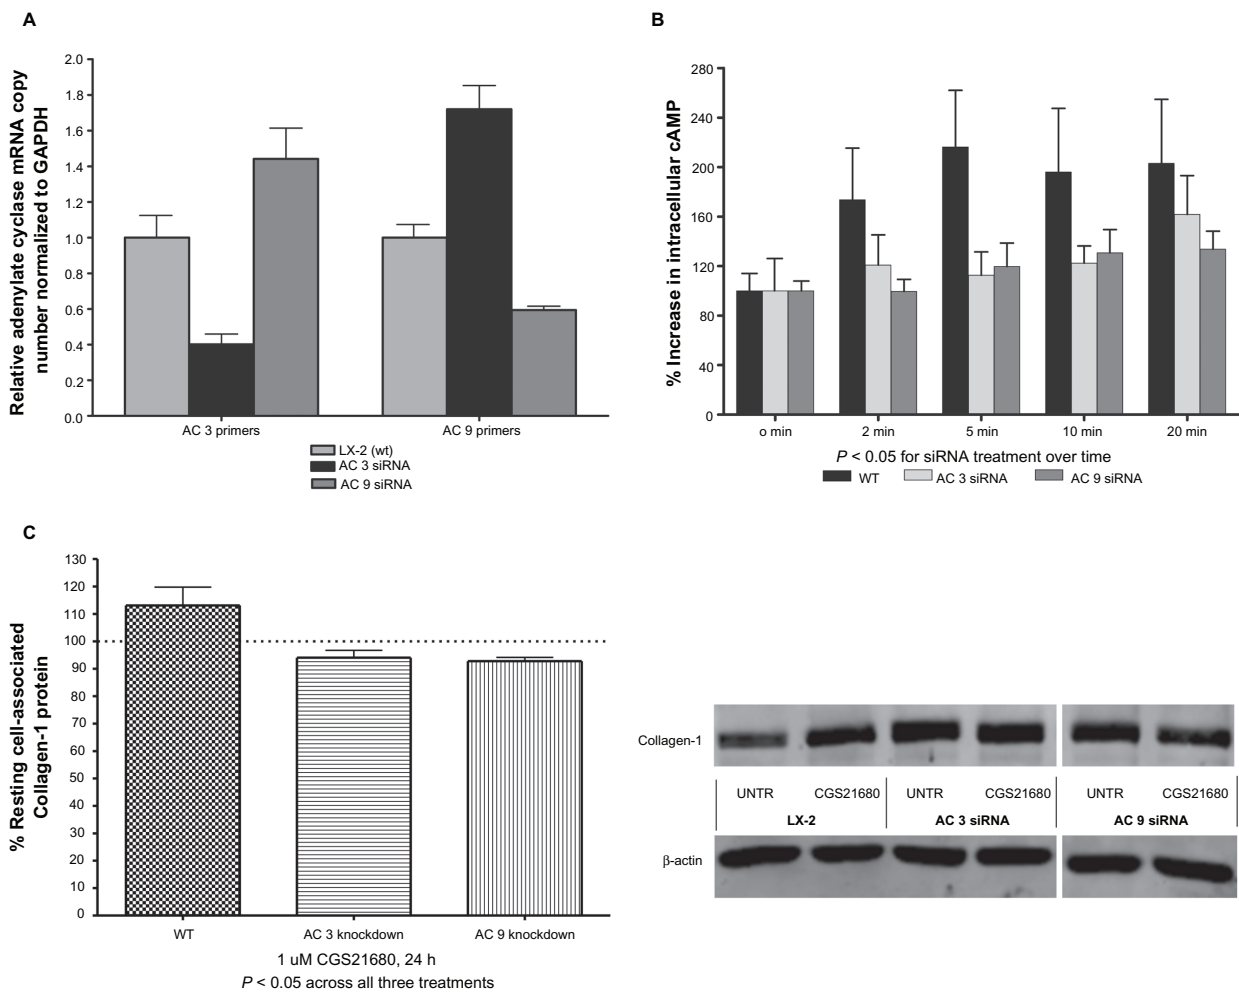 A
Relative adenylate cyclase mRNA copy
number normalized to GAPDH
2.0
1.8
1.6
1.4
1.2
1.0
0.8
0.6
0.4
0.2
0.0
AC 3 primers AC 9 primers
LX-2 (wt)
AC 3 siRNA
AC 9 siRNA
B
% Increase in intracellular cAMP
280
240
200
160
120
80
40
0
o min 2 min 5 min 10 min 20 min
P < 0.05 for siRNA treatment over time
WT AC 3 siRNA AC 9 siRNA
C
% Resting cell-associated
Collagen-1 protein
130
120
110
100
90
80
70
60
50
40
30
20
10
0
WT AC 3 knockdown AC 9 knockdown
1 uM CGS21680, 24 h
P < 0.05 across all three treatments
Collagen-1
UNTR CGS21680 UNTR CGS21680 UNTR CGS21680
LX-2 AC 3 siRNA AC 9 siRNA
β-actin